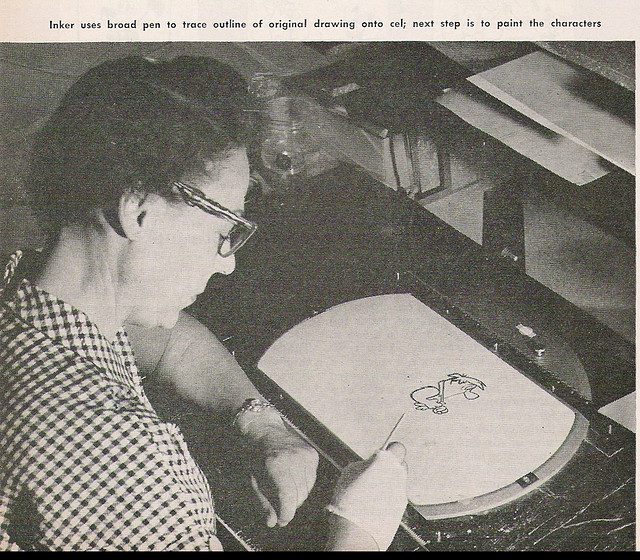 Inker uses broad pen to trace outline of original drawing onto cel; next step is to paint the characters